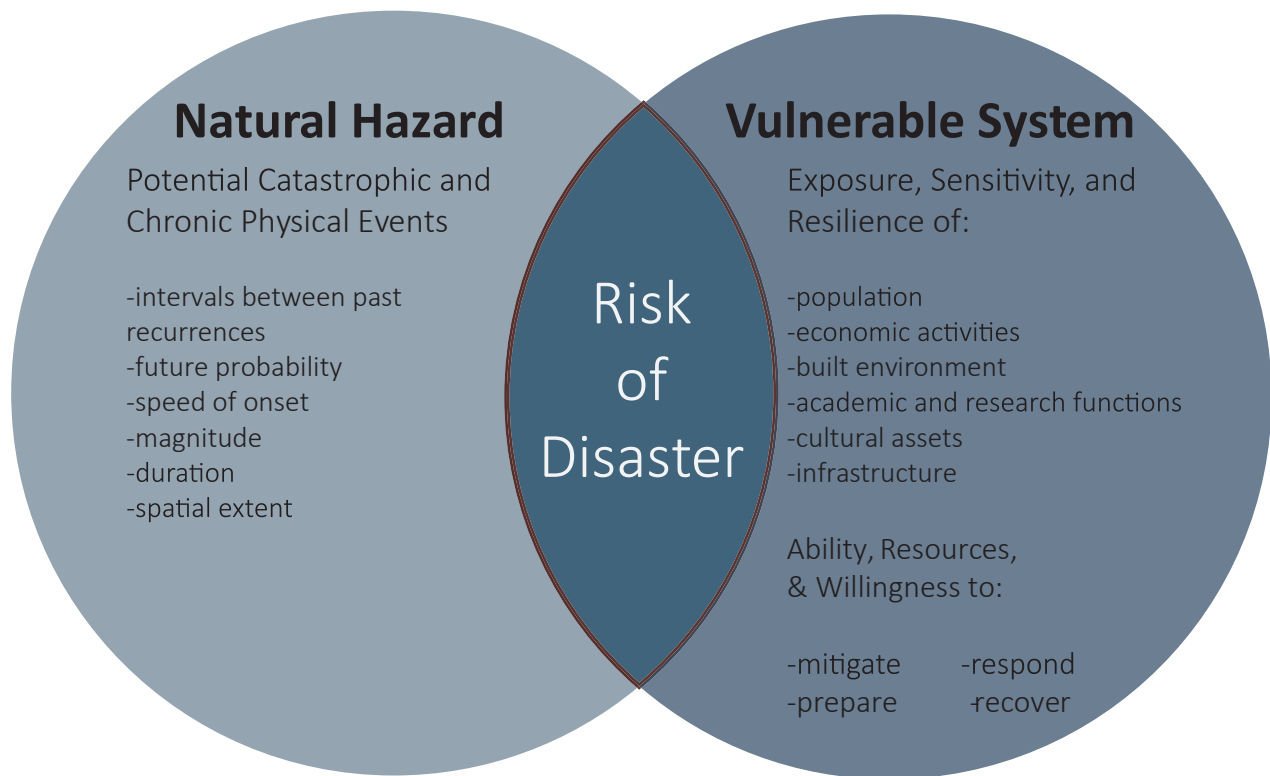 Natural Hazard
Potential Catastrophic and
Chronic Physical Events
-intervals between past
recurrences
-future probability
-speed of onset
-magnitude
-duration
-spatial extent
Risk
of
Disaster
Vulnerable System
Exposure, Sensitivity, and
Resilience of:
-population
-economic activities
-built environment
-academic and research functions
-cultural assets
-infrastructure
Ability, Resources,
& Willingness to:
-mitigate -respond
-prepare -recover